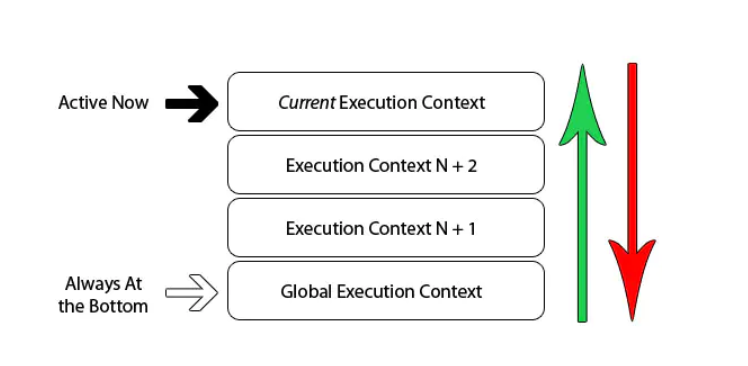 Active Now
Current Execution Context
Execution Context N + 2
Execution Context N + 1
Always At
the Bottom
Global Execution Context